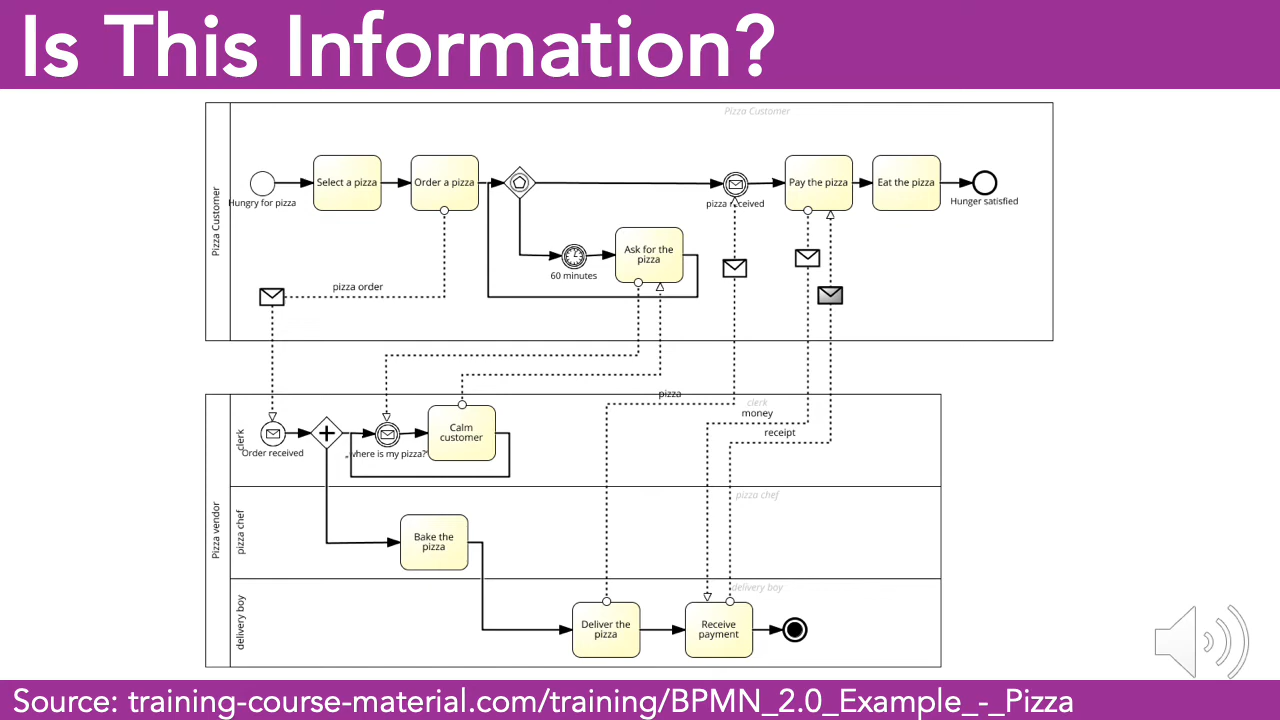 Is This Information?
Pizza Customer
Pizza Customer
Hungry for pizza
Select a pizza
Order a pizza
pizza received
Pay the pizza
Eat the pizza
Hunger satisfied
60 minutes
Ask for the
pizza
pizza order
Pizza vendor
clerk
clerk
pizza
money
receipt
Order received
„where is my pizza?“
Calm
customer
pizza chef
pizza chef
Bake the
pizza
delivery boy
delivery boy
Deliver the
pizza
Receive
payment
Source: training-course-material.com/training/BPMN_2.0_Example_-_Pizza